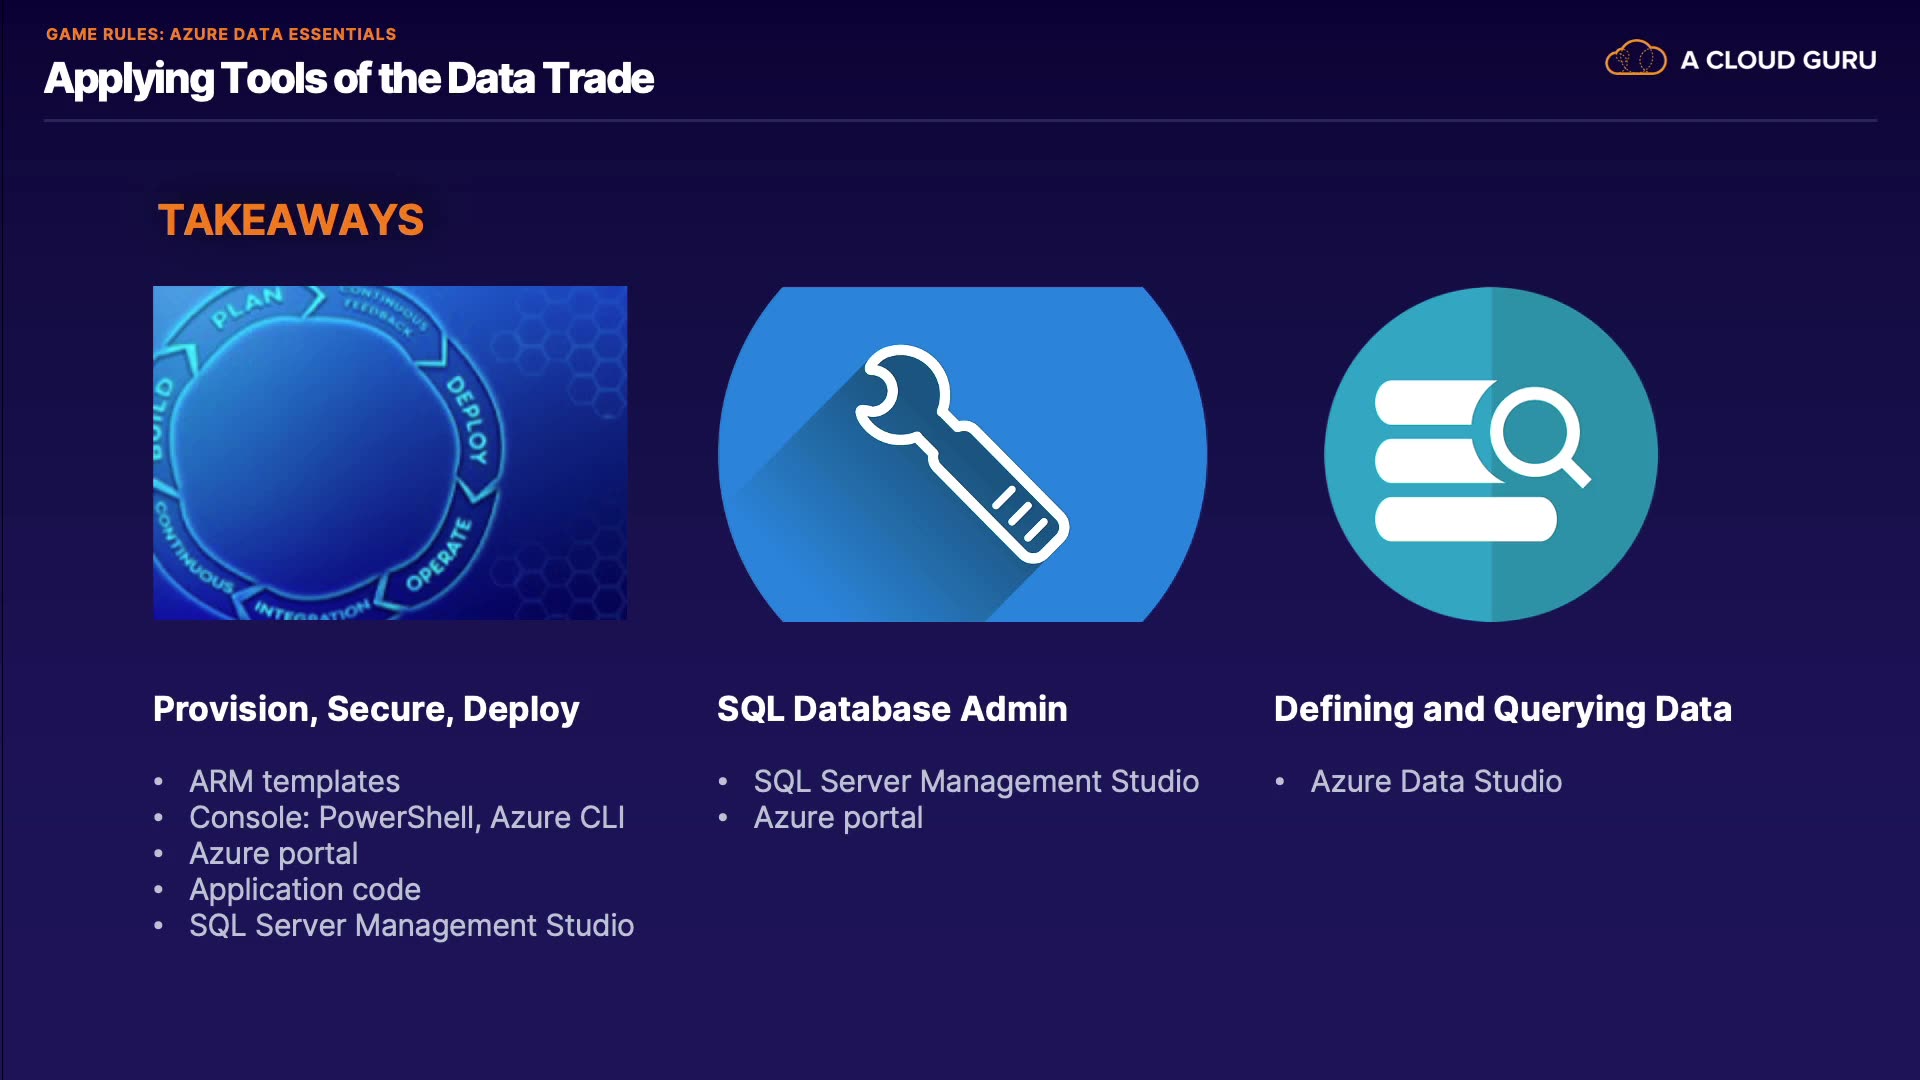 GAME RULES: AZURE DATA ESSENTIALS
Applying Tools of the Data Trade
A CLOUD GURU
TAKEAWAYS
PLAN
CONTINUOUS
FEEDBACK
BUILD
DEPLOY
CONTINUOUS
OPERATE
INTEGRATION
Provision, Secure, Deploy
• ARM templates
• Console: PowerShell, Azure CLI
• Azure portal
• Application code
• SQL Server Management Studio
SQL Database Admin
• SQL Server Management Studio
• Azure portal
Defining and Querying Data
• Azure Data Studio